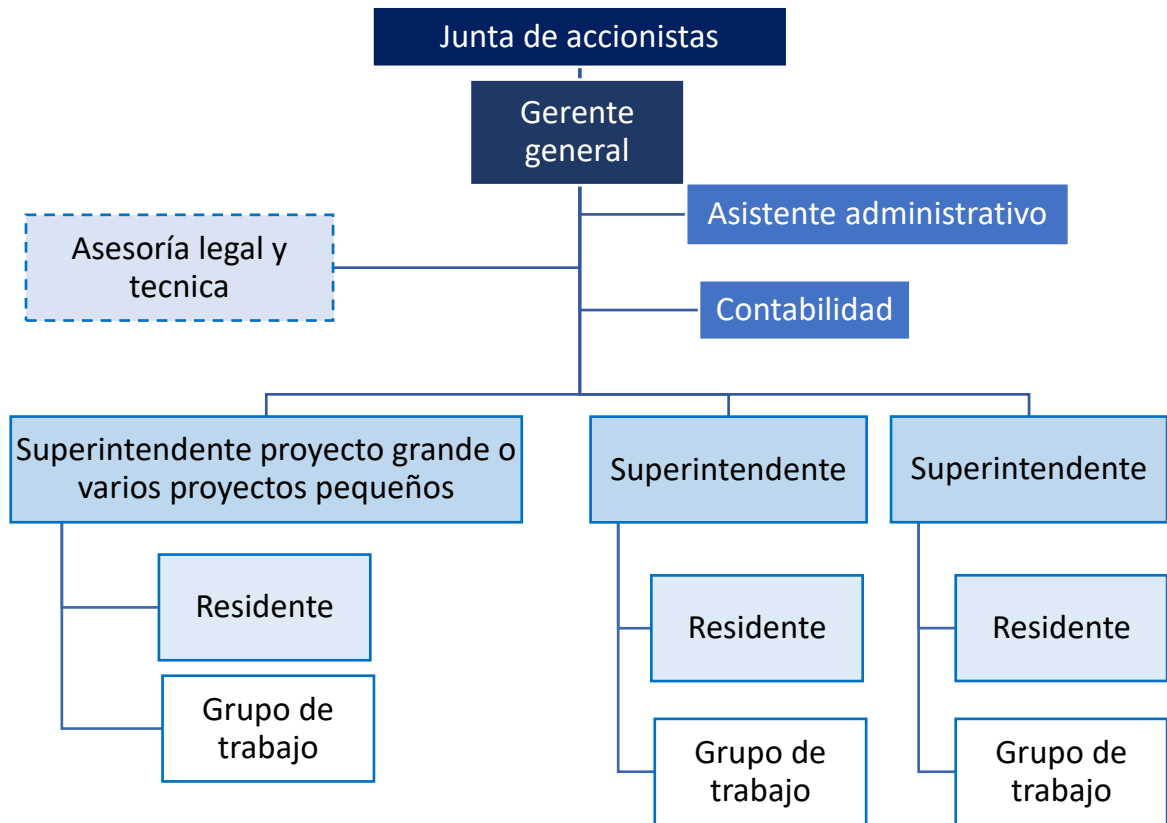 Junta de accionistas
Gerente
general
Asistente administrativo
Asesoría legal y
tecnica
Contabilidad
Superintendente proyecto grande o
varios proyectos pequeños
Superintendente
Superintendente
Residente
Residente
Residente
Grupo de
trabajo
Grupo de
trabajo
Grupo de
trabajo